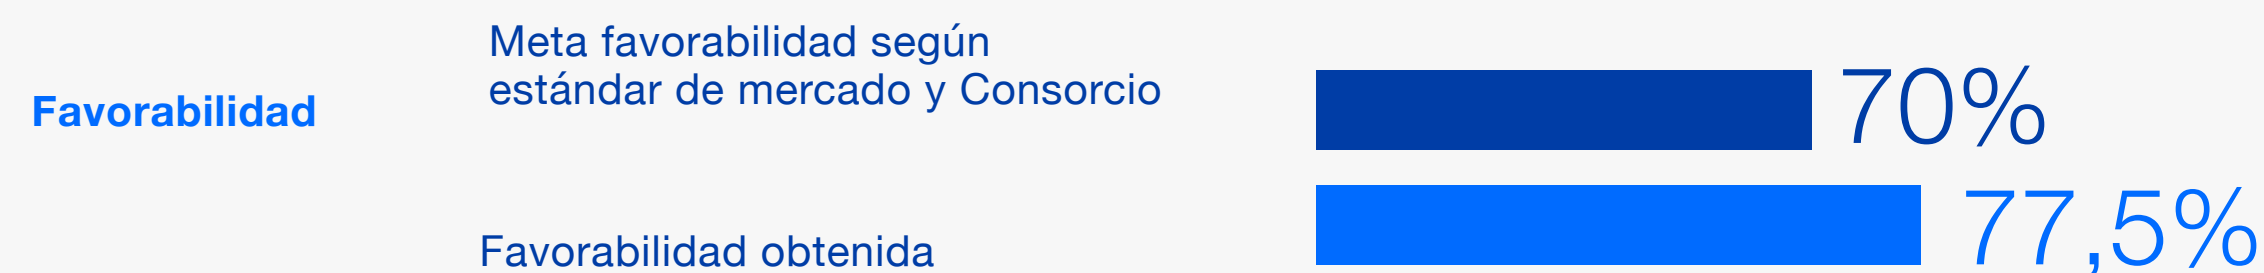 Favorabilidad
Meta favorabilidad según
estándar de mercado y Consorcio
70%
Favorabilidad obtenida
77,5%